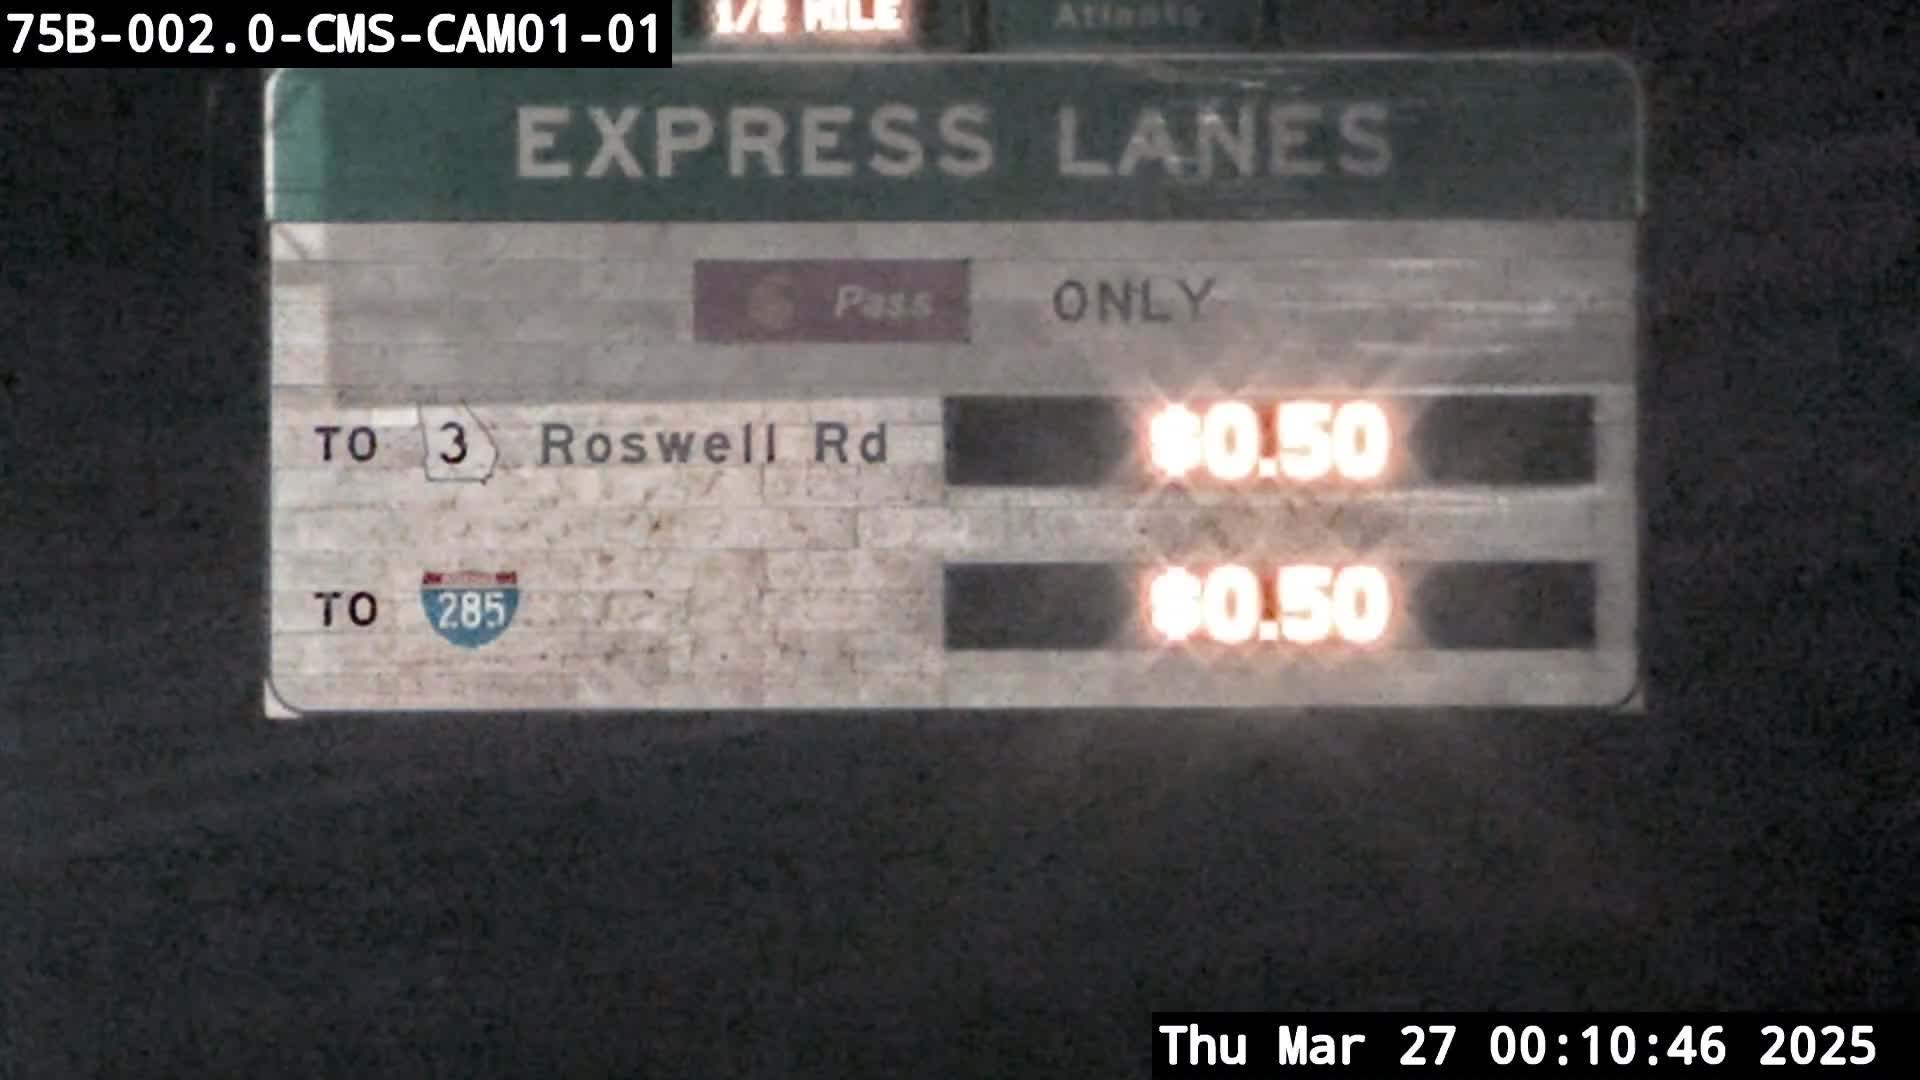 75B-002.0-CMS-CAM01-01
1/2 MILE
Atlanta
EXPRESS LANES
Pass ONLY
TO 3 Roswell Rd $0.50
TO 285 $0.50
Thu Mar 27 00:10:46 2025